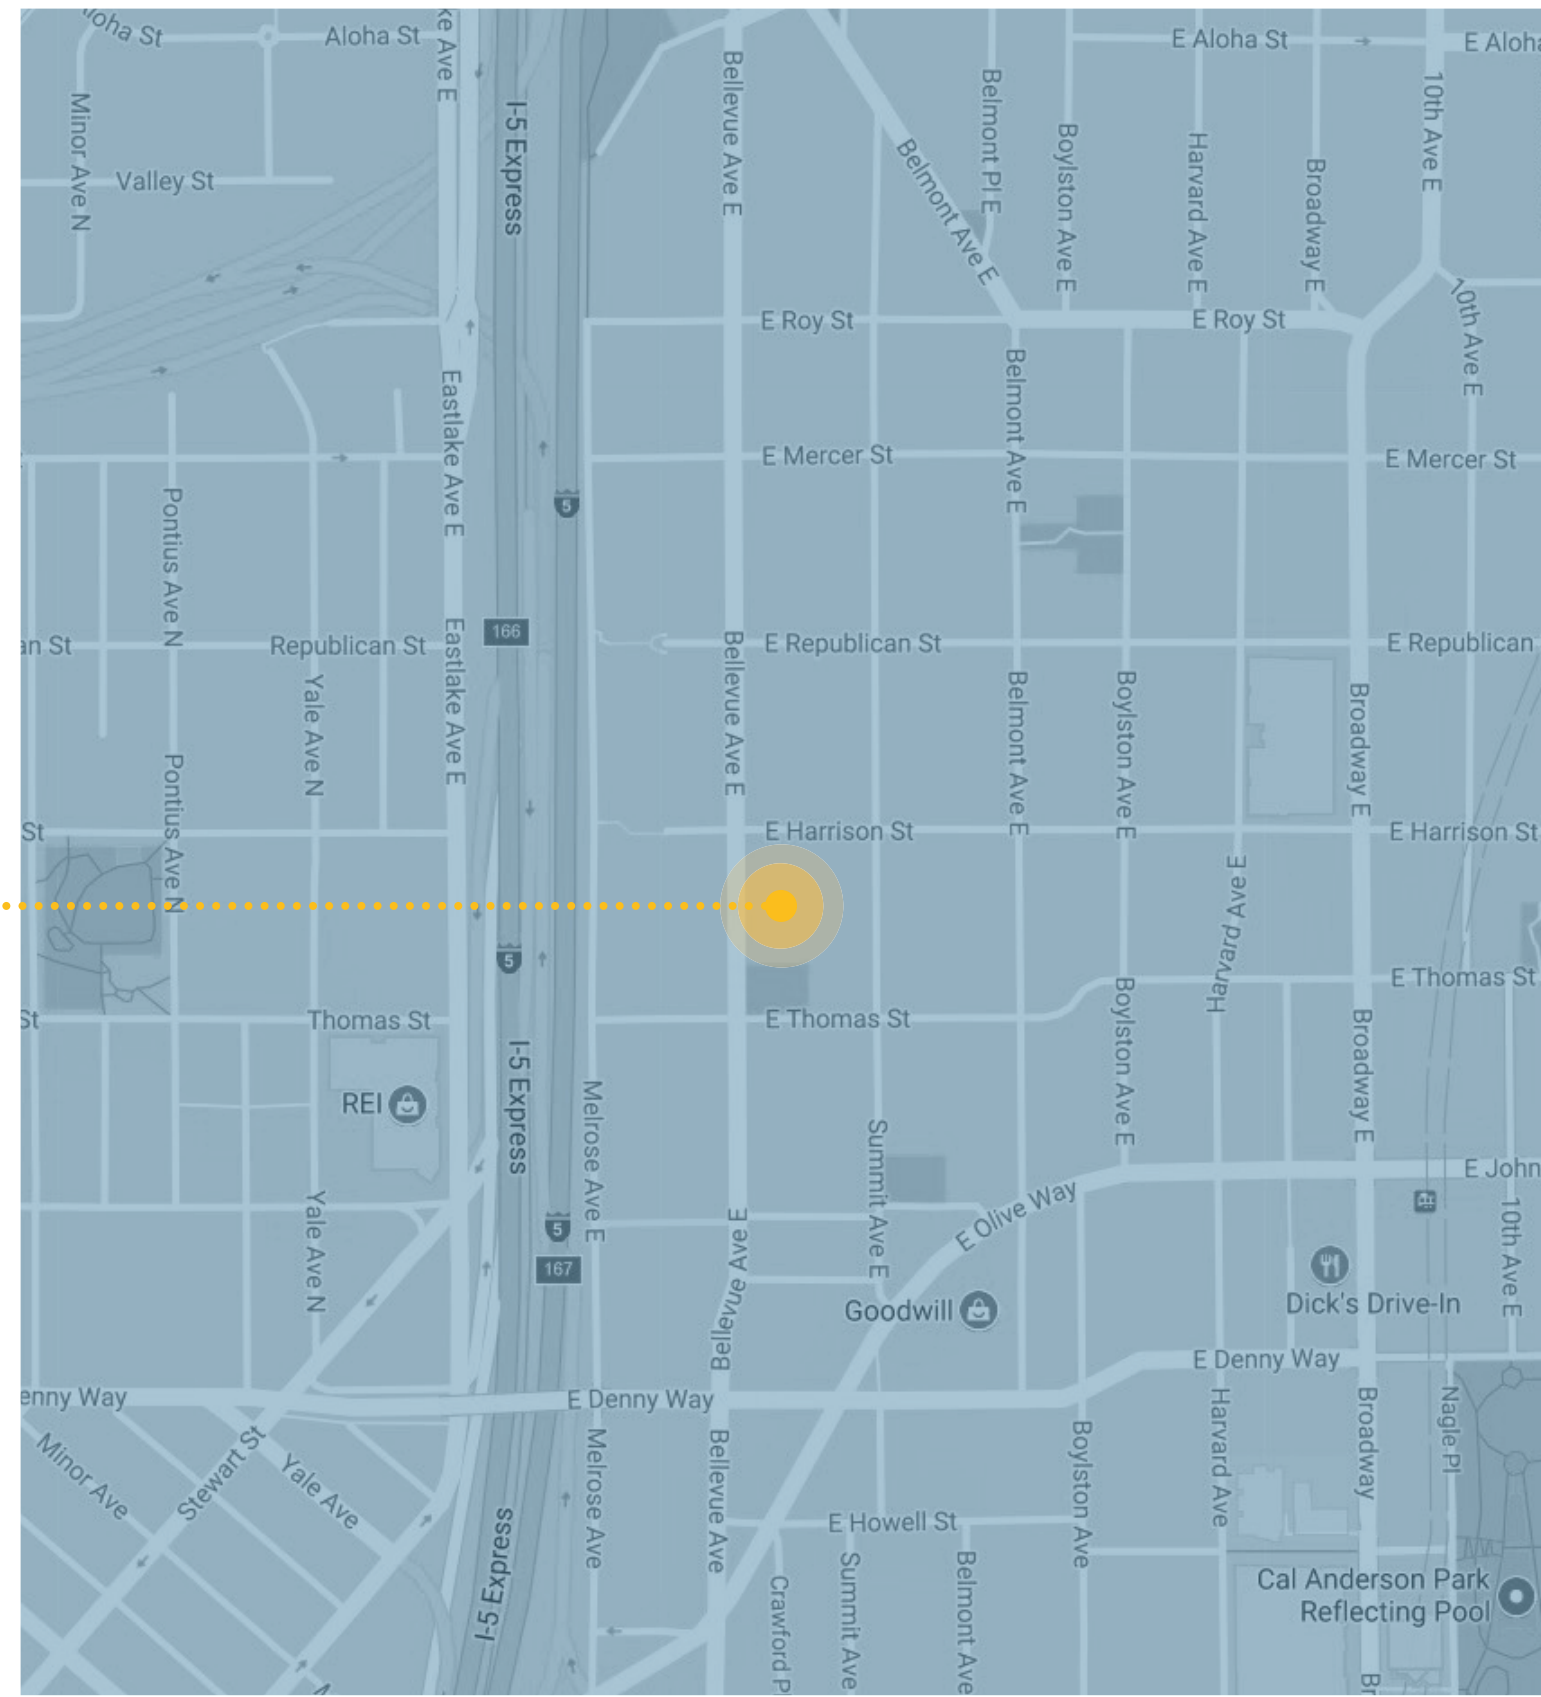 Aloha St
E Aloha St
Minor Ave N
Valley St
I-5 Express
Bellevue Ave E
Belmont Ave E
Belmont Pl E
Boylston Ave E
Harvard Ave E
Broadway E
10th Ave E
10th Ave E
E Roy St
E Roy St
Eastlake Ave E
Belmont Ave E
E Mercer St
E Mercer St
5
Pontius Ave N
166
Republican St
E Republican St
E Republican
Eastlake Ave E
Yale Ave N
Bellevue Ave E
Belmont Ave E
Boylston Ave E
Broadway E
Pontius Ave N
St
E Harrison St
E Harrison St
Harvard Ave E
5
E Thomas St
St
Thomas St
E Thomas St
Boylston Ave E
Broadway E
I-5 Express
REI
Melrose Ave E
Summit Ave E
E John
Yale Ave N
5
167
Bellevue Ave E
E Olive Way
10th Ave E
Goodwill
Dick's Drive-In
E Denny Way
enny Way
E Denny Way
Minor Ave
Stewart St
Yale Ave
Melrose Ave
Bellevue Ave
Boylston Ave
Harvard Ave
Broadway
Nagle Pl
I-5 Express
E Howell St
Crawford P
Summit Ave
Belmont Ave
Cal Anderson Park
Reflecting Pool
Br